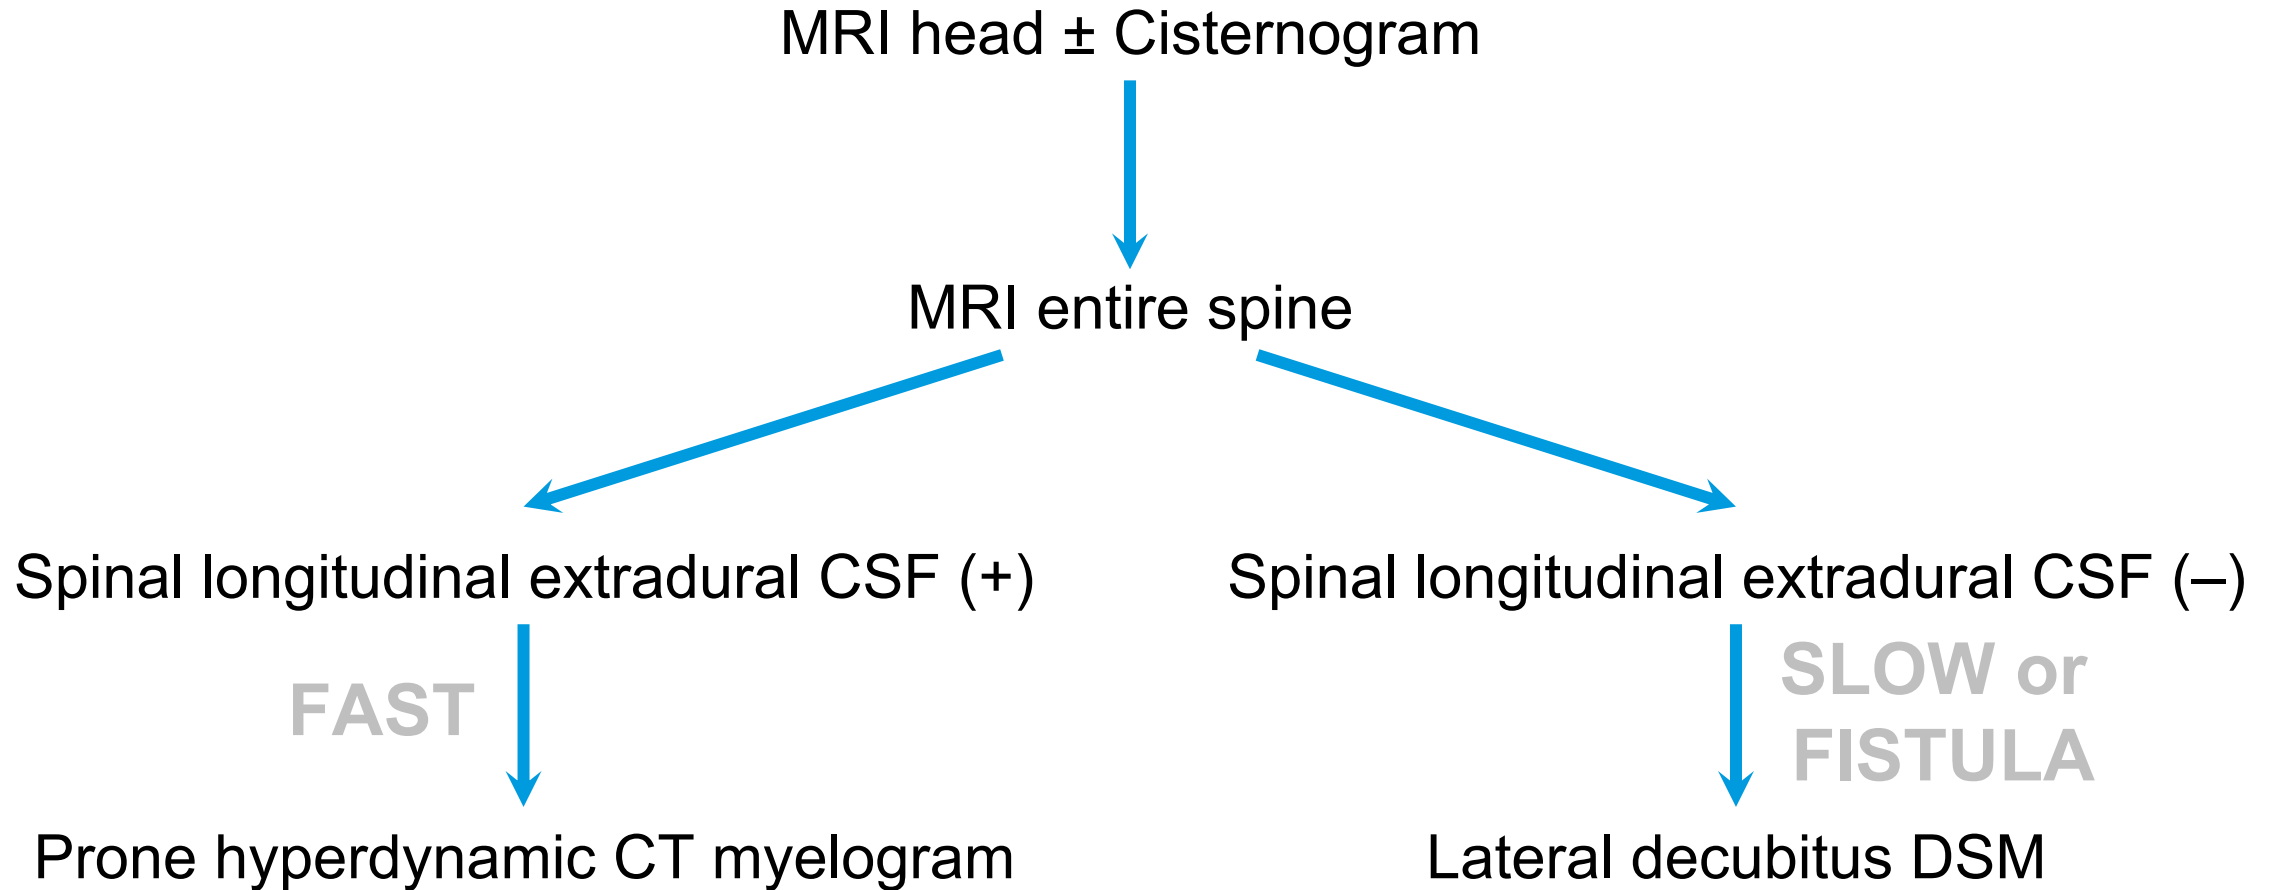 MRI head ± Cisternogram
MRI entire spine
Spinal longitudinal extradural CSF (+)
Spinal longitudinal extradural CSF (–)
FAST
SLOW or
FISTULA
Prone hyperdynamic CT myelogram
Lateral decubitus DSM